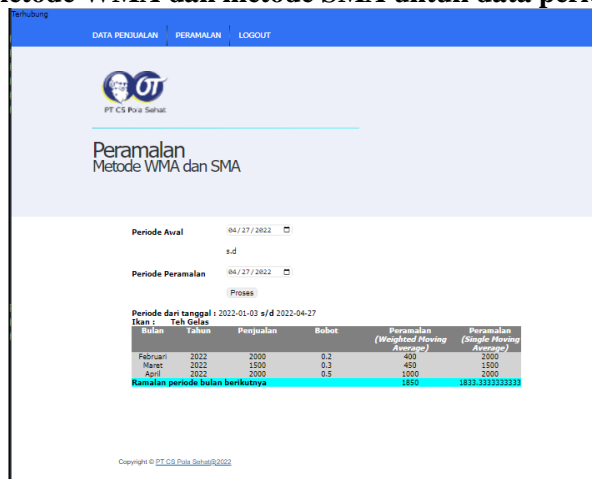 etode WMA dan metode SMA untuk data peri
Terhubung
DATA PENJUALAN PERAMALAN LOGOUT
OT
PT CS Pola Sehat
Peramalan
Metode WMA dan SMA
Periode Awal 04/27/2022
s.d
Periode Peramalan 04/27/2022
Proses
Periode dari tanggal : 2022-01-03 s/d 2022-04-27
Ikan : Teh Gelas
Bulan Tahun Penjualan Bobot Peramalan (Weighted Moving Average) Peramalan (Single Moving Average)
Februari 2022 2000 0.2 400 2000
Maret 2022 1500 0.3 450 1500
April 2022 2000 0.5 1000 2000
Ramalan periode bulan berikutnya 1850 1833.3333333333
Copyright © PT CS Pola Sehat@2022